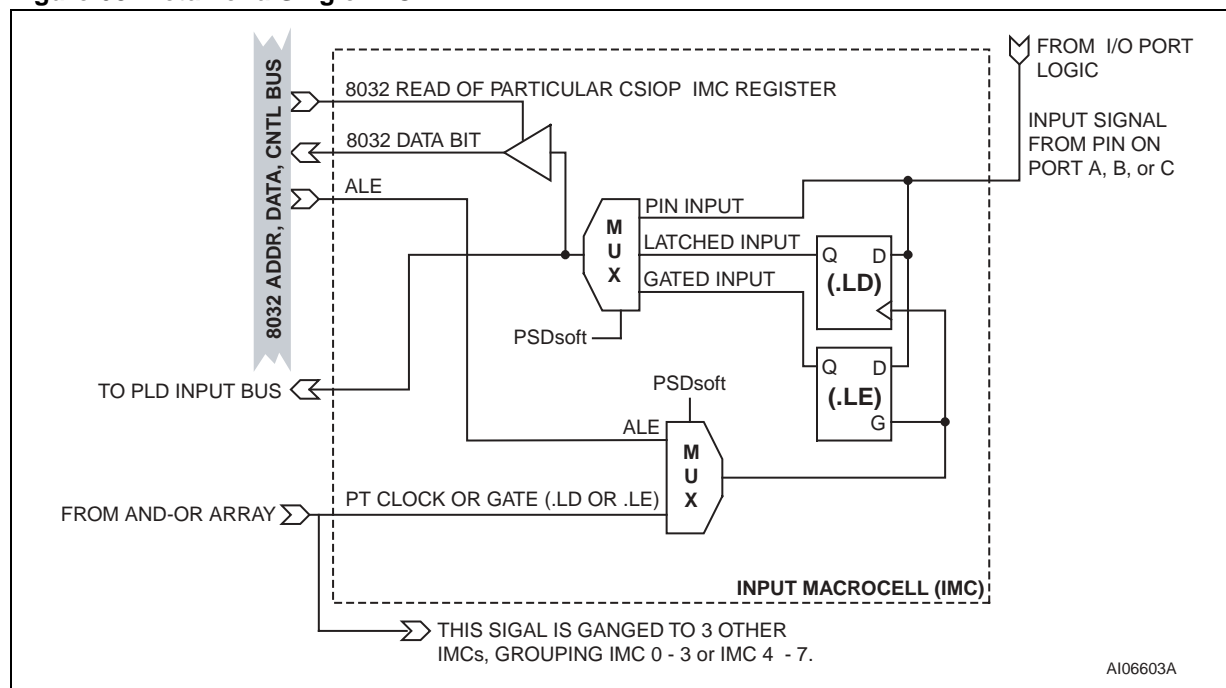 8032 ADDR, DATA, CNTL BUS
8032 READ OF PARTICULAR CSIOP IMC REGISTER
8032 DATA BIT
ALE
FROM I/O PORT
LOGIC
INPUT SIGNAL
FROM PIN ON
PORT A, B, or C
MUX
PIN INPUT
LATCHED INPUT
GATED INPUT
Q D
(.LD)
PSDsoft
Q D
(.LE)
G
TO PLD INPUT BUS
PSDsoft
ALE
MUX
PT CLOCK OR GATE (.LD OR .LE)
FROM AND-OR ARRAY
INPUT MACROCELL (IMC)
THIS SIGAL IS GANGED TO 3 OTHER
IMCs, GROUPING IMC 0 - 3 or IMC 4 - 7.
AI06603A